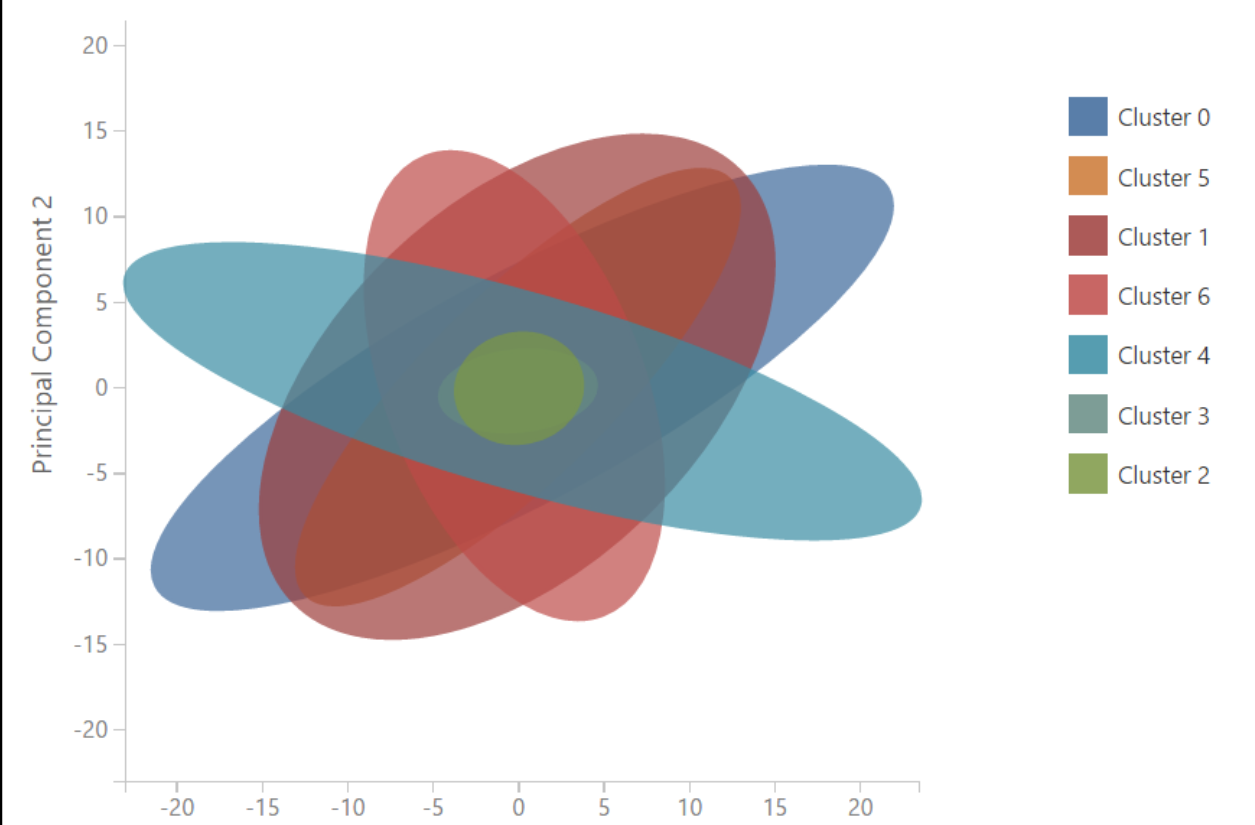 Principal Component 2
20
15
10
5
0
-5
-10
-15
-20
-20 -15 -10 -5 0 5 10 15 20
Cluster 0
Cluster 5
Cluster 1
Cluster 6
Cluster 4
Cluster 3
Cluster 2